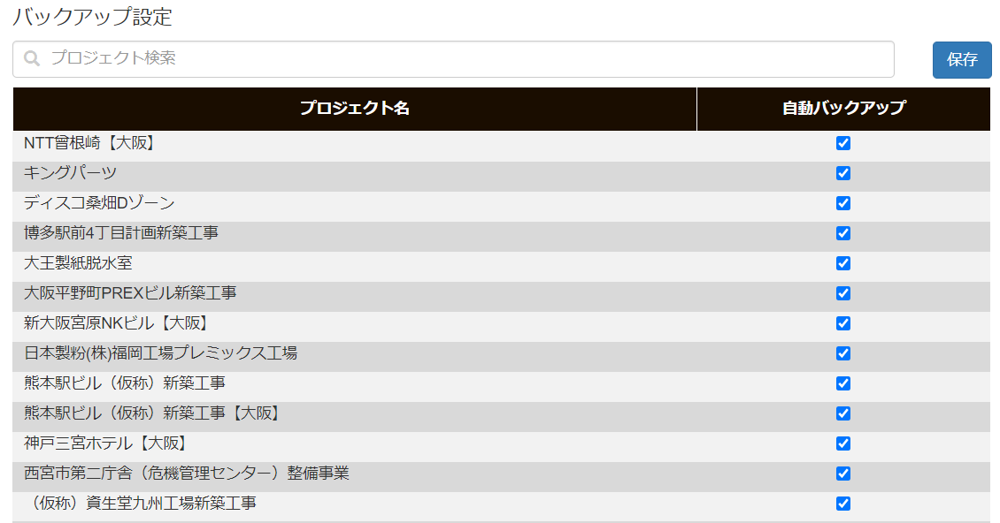 バックアップ設定
プロジェクト検索
保存
プロジェクト名 自動バックアップ
NTT曾根崎【大阪】
キングパーツ
ディスコ桑畑Dゾーン
博多駅前4丁目計画新築工事
大王製紙脱水室
大阪平野町PREXビル新築工事
新大阪宮原NKビル【大阪】
日本製粉(株)福岡工場プレミックス工場
熊本駅ビル（仮称）新築工事
熊本駅ビル（仮称）新築工事【大阪】
神戸三宮ホテル【大阪】
西宮市第二庁舎（危機管理センター）整備事業
（仮称）資生堂九州工場新築工事